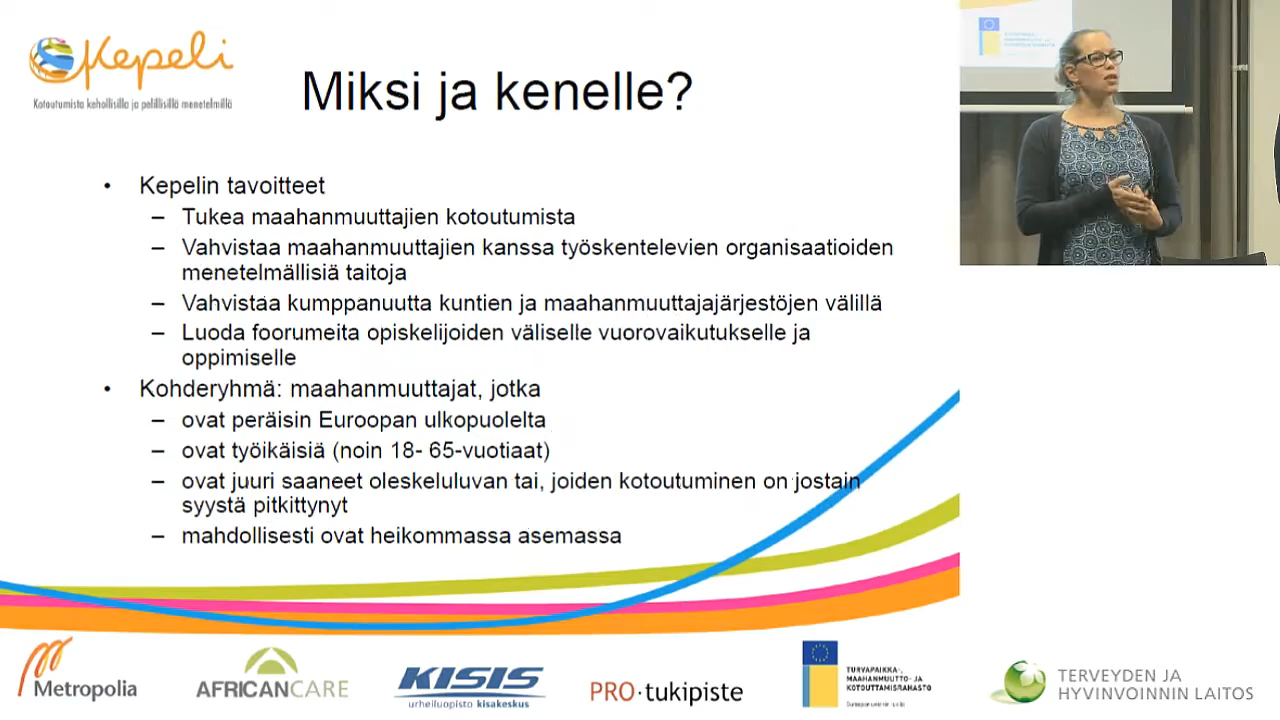 Kepeli
Kotoutumista kehollisilla ja pelillisillä menetelmillä
Miksi ja kenelle?
• Kepelin tavoitteet
– Tukea maahanmuuttajien kotoutumista
– Vahvistaa maahanmuuttajien kanssa työskentelevien organisaatioiden
menetelmällisiä taitoja
– Vahvistaa kumppanuutta kuntien ja maahanmuuttajajärjestöjen välillä
– Luoda foorumeita opiskelijoiden väliselle vuorovaikutukselle ja
oppimiselle
• Kohderyhmä: maahanmuuttajat, jotka
– ovat peräisin Euroopan ulkopuolelta
– ovat työikäisiä (noin 18- 65-vuotiaat)
– ovat juuri saaneet oleskeluluvan tai, joiden kotoutuminen on jostain
syystä pitkittynyt
– mahdollisesti ovat heikommassa asemassa
Metropolia
AFRICANCARE
KISIS
urheiluopisto kisakeskus
PRO·tukipiste
TURVAPAIKKA-,
MAAHANMUUTTO- JA
KOTOUTTAMISRAHASTO
TERVEYDEN JA
HYVINVOINNIN LAITOS